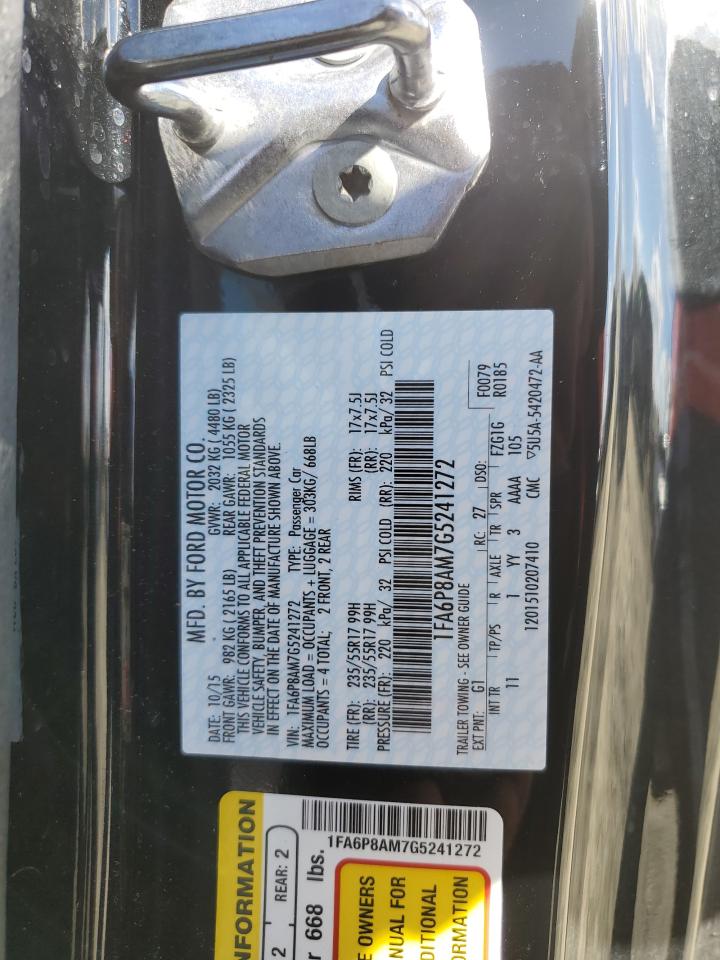 MFD. BY FORD MOTOR CO.
DATE: 10/15 GVWR: 2032 KG ( 4480 LB)
FRONT GAWR: 982 KG ( 2165 LB) REAR GAWR: 1055 KG ( 2325 LB)
THIS VEHICLE CONFORMS TO ALL APPLICABLE FEDERAL MOTOR
VEHICLE SAFETY, BUMPER, AND THEFT PREVENTION STANDARDS
IN EFFECT ON THE DATE OF MANUFACTURE SHOWN ABOVE.
VIN: 1FA6P8AM7G5241272 TYPE: Passenger Car
MAXIMUM LOAD = OCCUPANTS + LUGGAGE = 303KG/ 668LB
OCCUPANTS = 4 TOTAL; 2 FRONT, 2 REAR
TIRE (FR): 235/55R17 99H RIMS (FR): 17x7.5J
(RR): 235/55R17 99H (RR): 17x7.5J
PRESSURE (FR): 220 kPa/ 32 PSI COLD (RR): 220 kPa/ 32 PSI COLD
1FA6P8AM7G5241272
TRAILER TOWING - SEE OWNER GUIDE F0079
EXT PNT: G1 RC: 27 DSO: R0185
INT TR TP/PS R AXLE TR SPR FZG1G
11 1 YY 3 AAAA 105
1201510207410 CMC ▽5U5A-5420472-AA
NFORMATION
2 REAR: 2
r 668 lbs.
1FA6P8AM7G5241272
E OWNERS
NUAL FOR
DITIONAL
ORMATION